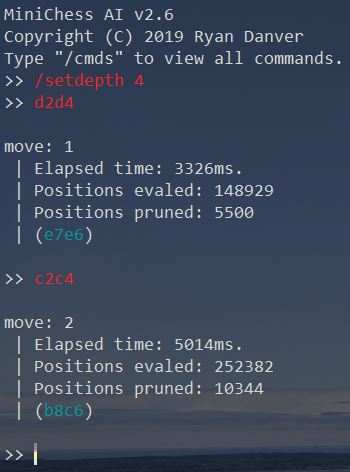 MiniChess AI v2.6
Copyright (C) 2019 Ryan Danver
Type "/cmds" to view all commands.
>> /setdepth 4
>> d2d4
move: 1
| Elapsed time: 3326ms.
| Positions evaled: 148929
| Positions pruned: 5500
| (e7e6)
>> c2c4
move: 2
| Elapsed time: 5014ms.
| Positions evaled: 252382
| Positions pruned: 10344
| (b8c6)
>>